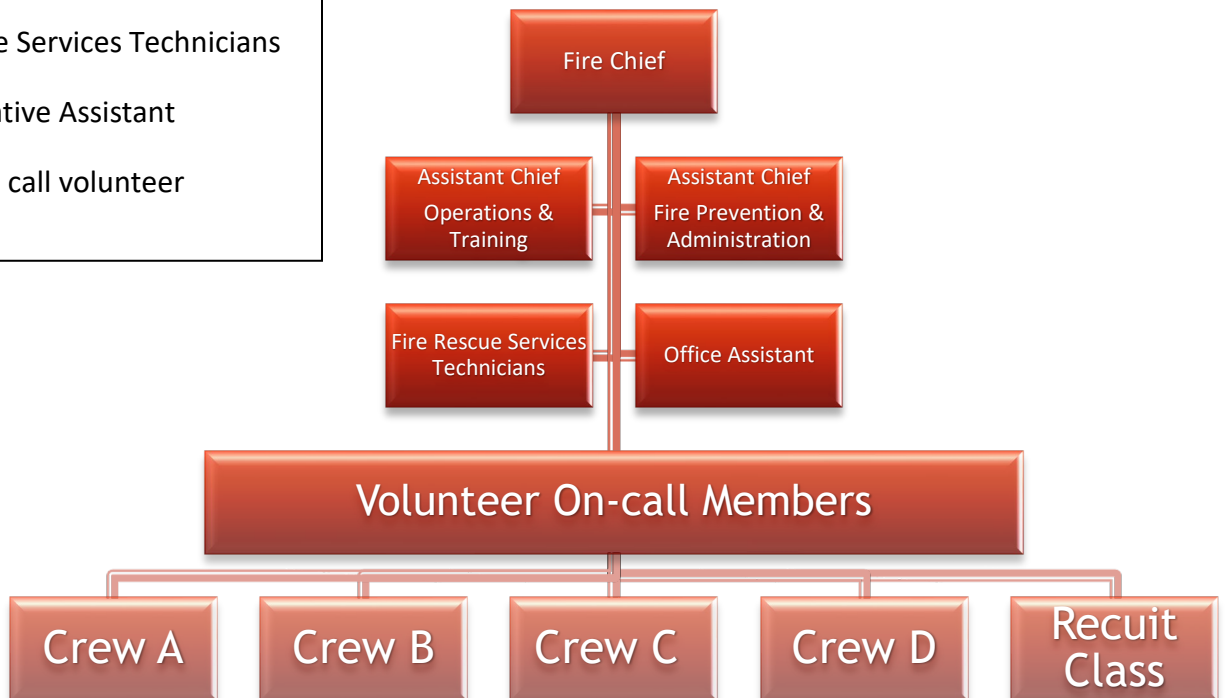 Services Technicians
Assistant
call volunteer
Fire Chief
Assistant Chief
Operations &
Training
Assistant Chief
Fire Prevention &
Administration
Fire Rescue Services
Technicians
Office Assistant
Volunteer On-call Members
Crew A
Crew B
Crew C
Crew D
Recuit
Class